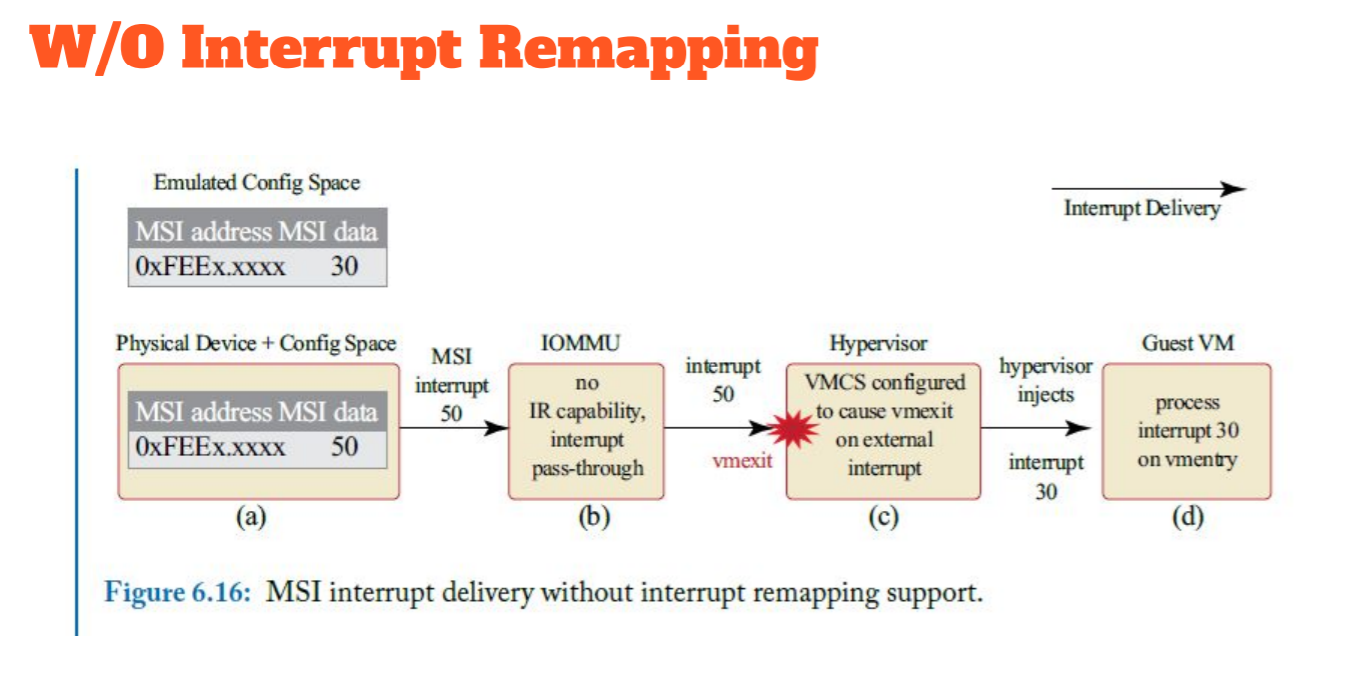 W/O Interrupt Remapping
Emulated Config Space
MSI address MSI data
0xFEEx.xxxx 30
Interrupt Delivery
Physical Device + Config Space
MSI address MSI data
0xFEEx.xxxx 50
(a)
MSI
interrupt
50
IOMMU
no
IR capability,
interrupt
pass-through
(b)
interrupt
50
vmexit
Hypervisor
VMCS configured
to cause vmexit
on external
interrupt
(c)
hypervisor
injects
interrupt
30
Guest VM
process
interrupt 30
on vmentry
(d)
Figure 6.16: MSI interrupt delivery without interrupt remapping support.